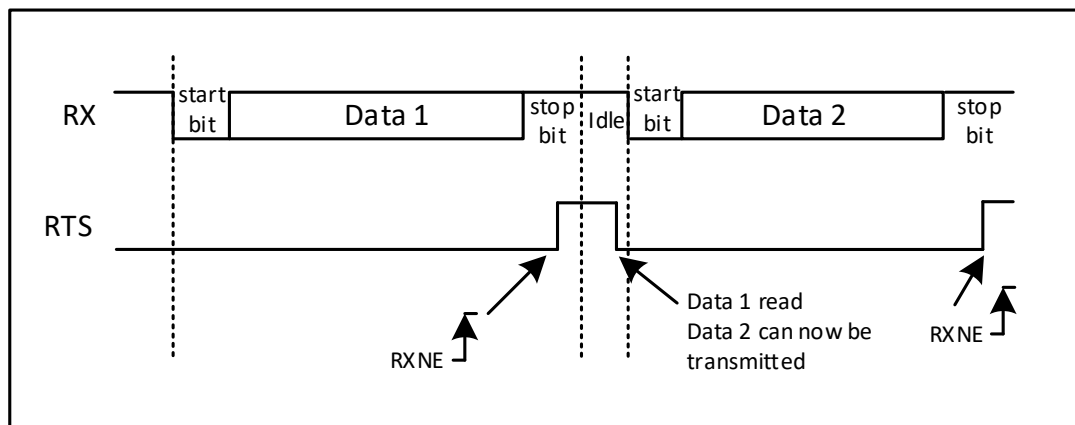 RX
start
bit
Data 1
stop
bit
Idle
start
bit
Data 2
stop
bit
RTS
RXNE
Data 1 read
Data 2 can now be
transmitted
RXNE